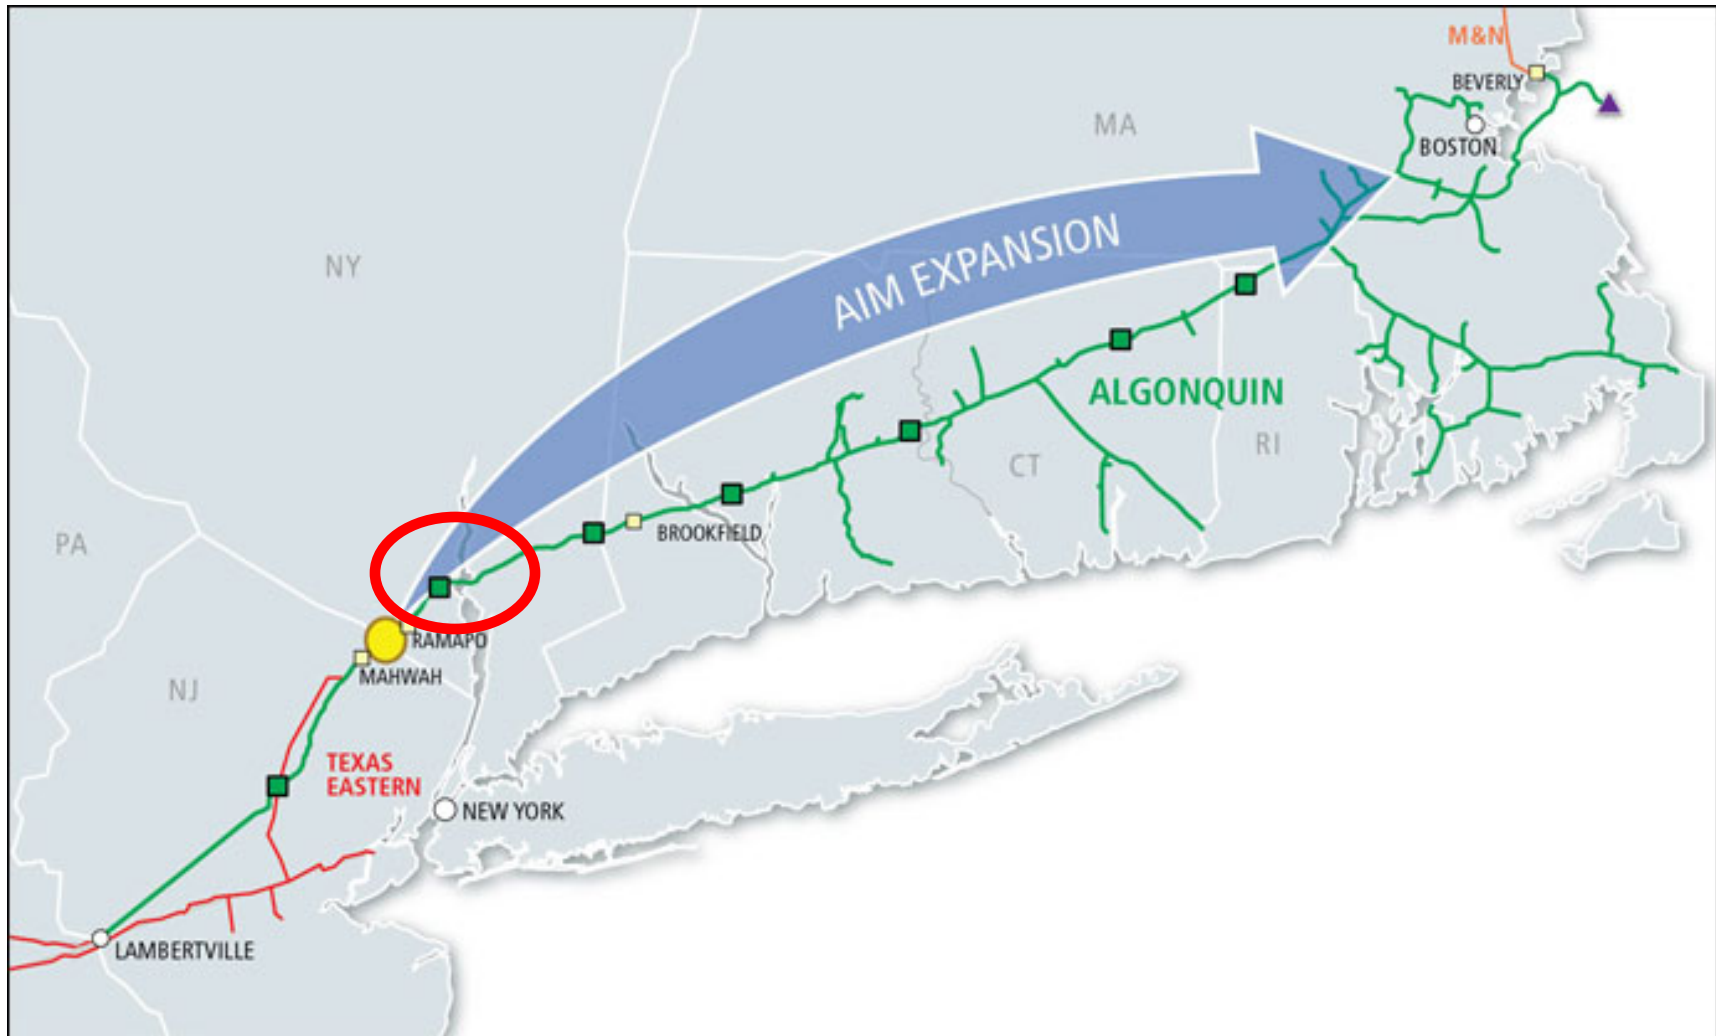 M&N
BEVERLY
MA
BOSTON
AIM EXPANSION
NY
ALGONQUIN
RI
CT
BROOKFIELD
PA
RAMAPO
MAHWAH
NJ
TEXAS
EASTERN
NEW YORK
LAMBERTVILLE